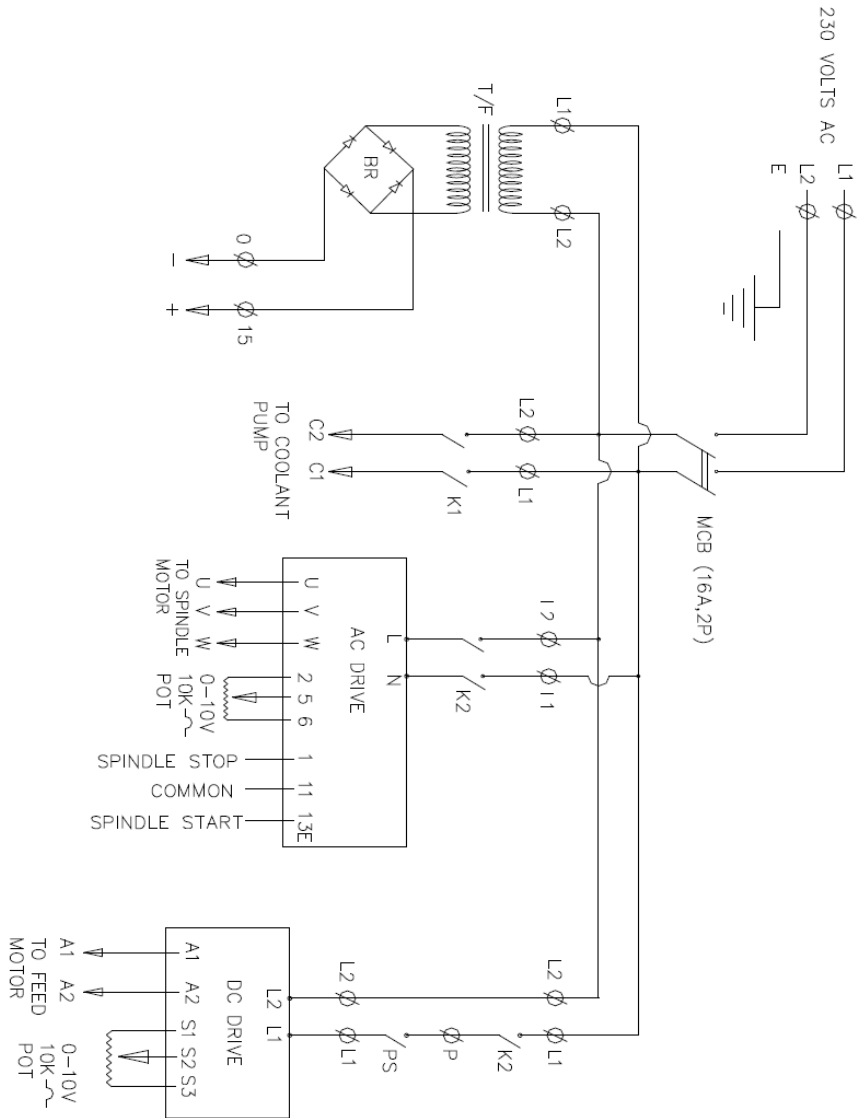 230 VOLTS AC
L1
L2
E
MCB (16A,2P)
L1
L2
T/F
BR
0
15
-
+
L2
L1
K1
C2
C1
TO COOLANT
PUMP
I2
I1
K2
L
N
AC DRIVE
U
V
W
2
5
6
1
11
13E
U
V
W
TO SPINDLE
MOTOR
0-10V
10K
POT
SPINDLE STOP
COMMON
SPINDLE START
L2
L1
K2
P
PS
L2
L1
L2
L1
DC DRIVE
A1
A2
S1
S2
S3
A1
A2
TO FEED
MOTOR
0-10V
10K
POT